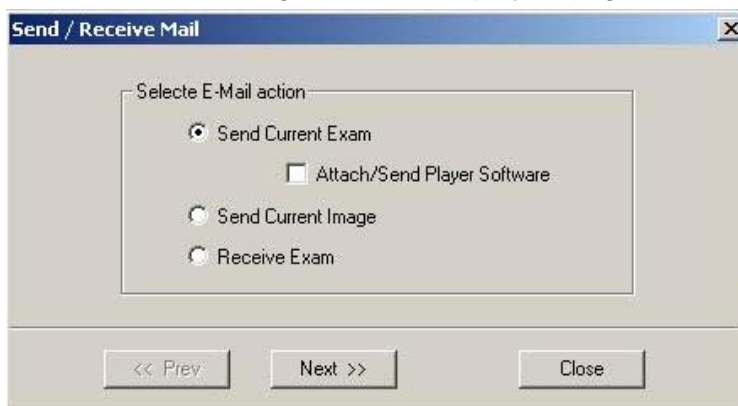 Send / Receive Mail
Selecte E-Mail action
Send Current Exam
Attach/Send Player Software
Send Current Image
Receive Exam
<< Prev Next >> Close